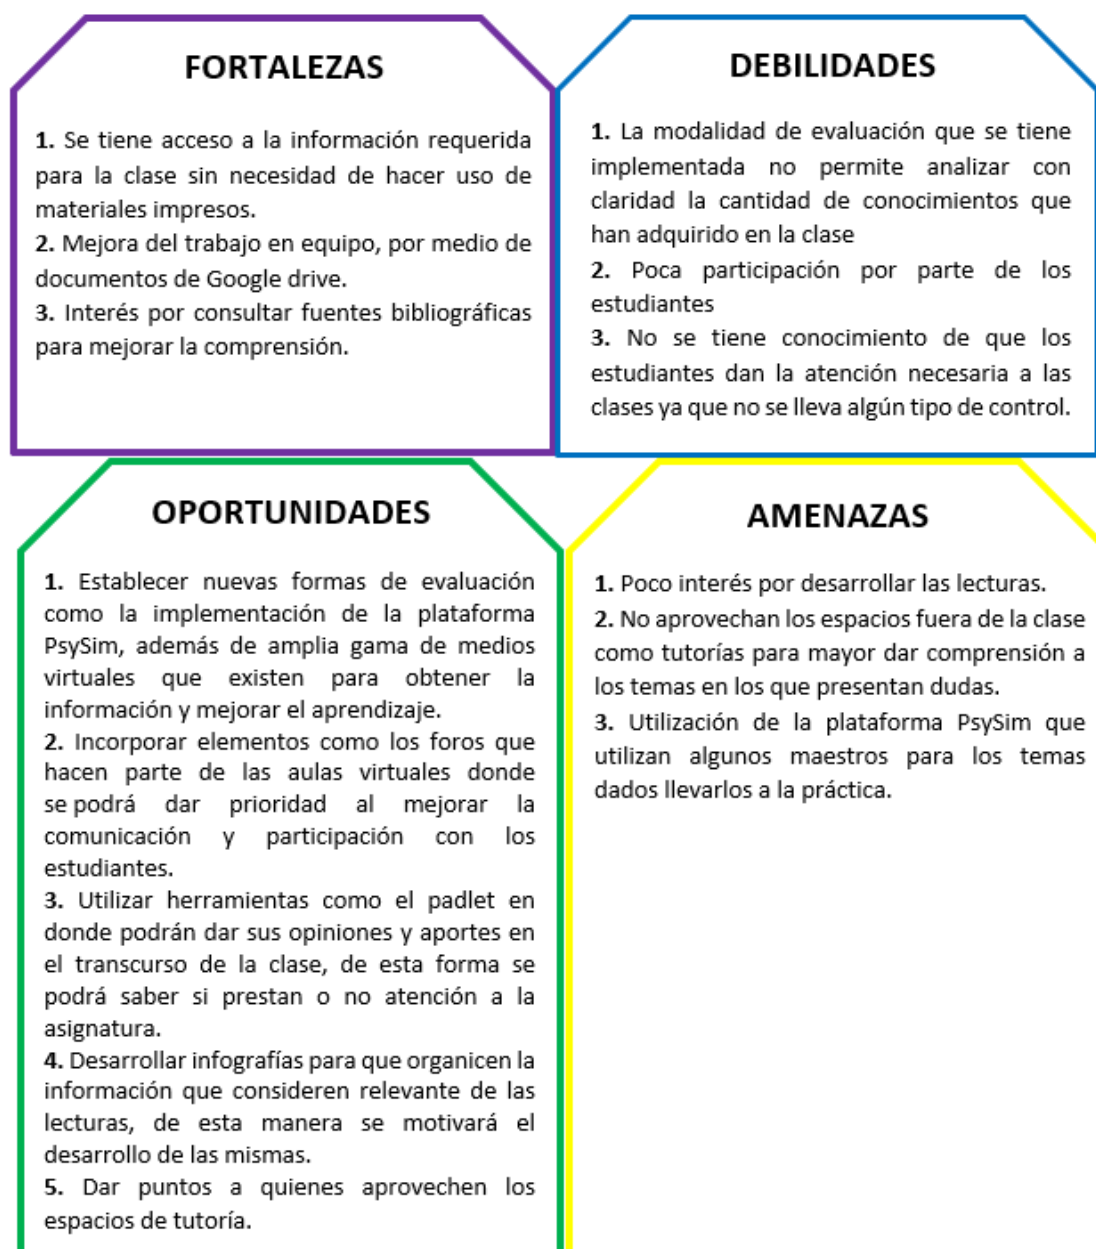 FORTALEZAS
1. Se tiene acceso a la información requerida
para la clase sin necesidad de hacer uso de
materiales impresos.
2. Mejora del trabajo en equipo, por medio de
documentos de Google drive.
3. Interés por consultar fuentes bibliográficas
para mejorar la comprensión.
DEBILIDADES
1. La modalidad de evaluación que se tiene
implementada no permite analizar con
claridad la cantidad de conocimientos que
han adquirido en la clase
2. Poca participación por parte de los
estudiantes
3. No se tiene conocimiento de que los
estudiantes dan la atención necesaria a las
clases ya que no se lleva algún tipo de control.
OPORTUNIDADES
1. Establecer nuevas formas de evaluación
como la implementación de la plataforma
PsySim, además de amplia gama de medios
virtuales que existen para obtener la
información y mejorar el aprendizaje.
2. Incorporar elementos como los foros que
hacen parte de las aulas virtuales donde
se podrá dar prioridad al mejorar la
comunicación y participación con los
estudiantes.
3. Utilizar herramientas como el padlet en
donde podrán dar sus opiniones y aportes en
el transcurso de la clase, de esta forma se
podrá saber si prestan o no atención a la
asignatura.
4. Desarrollar infografías para que organicen la
información que consideren relevante de las
lecturas, de esta manera se motivará el
desarrollo de las mismas.
5. Dar puntos a quienes aprovechen los
espacios de tutoría.
AMENAZAS
1. Poco interés por desarrollar las lecturas.
2. No aprovechan los espacios fuera de la clase
como tutorías para mayor dar comprensión a
los temas en los que presentan dudas.
3. Utilización de la plataforma PsySim que
utilizan algunos maestros para los temas
dados llevarlos a la práctica.